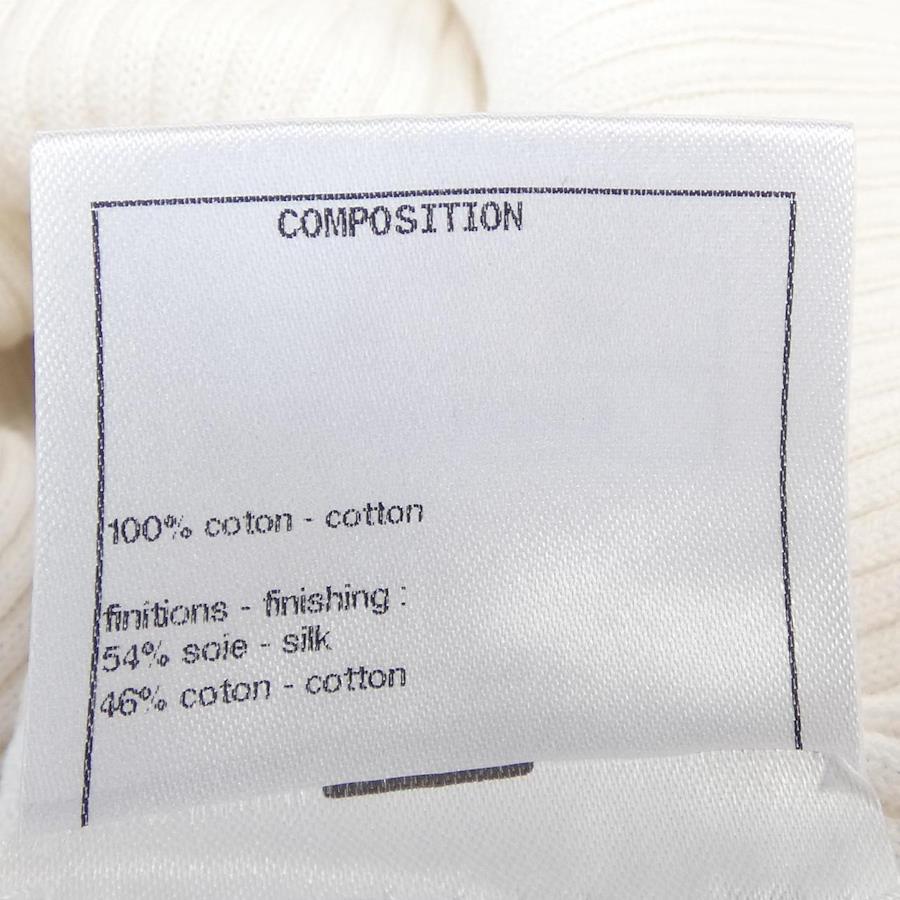 COMPOSITION
100% coton - cotton
finitions - finishing :
54% soie - silk
46% coton - cotton